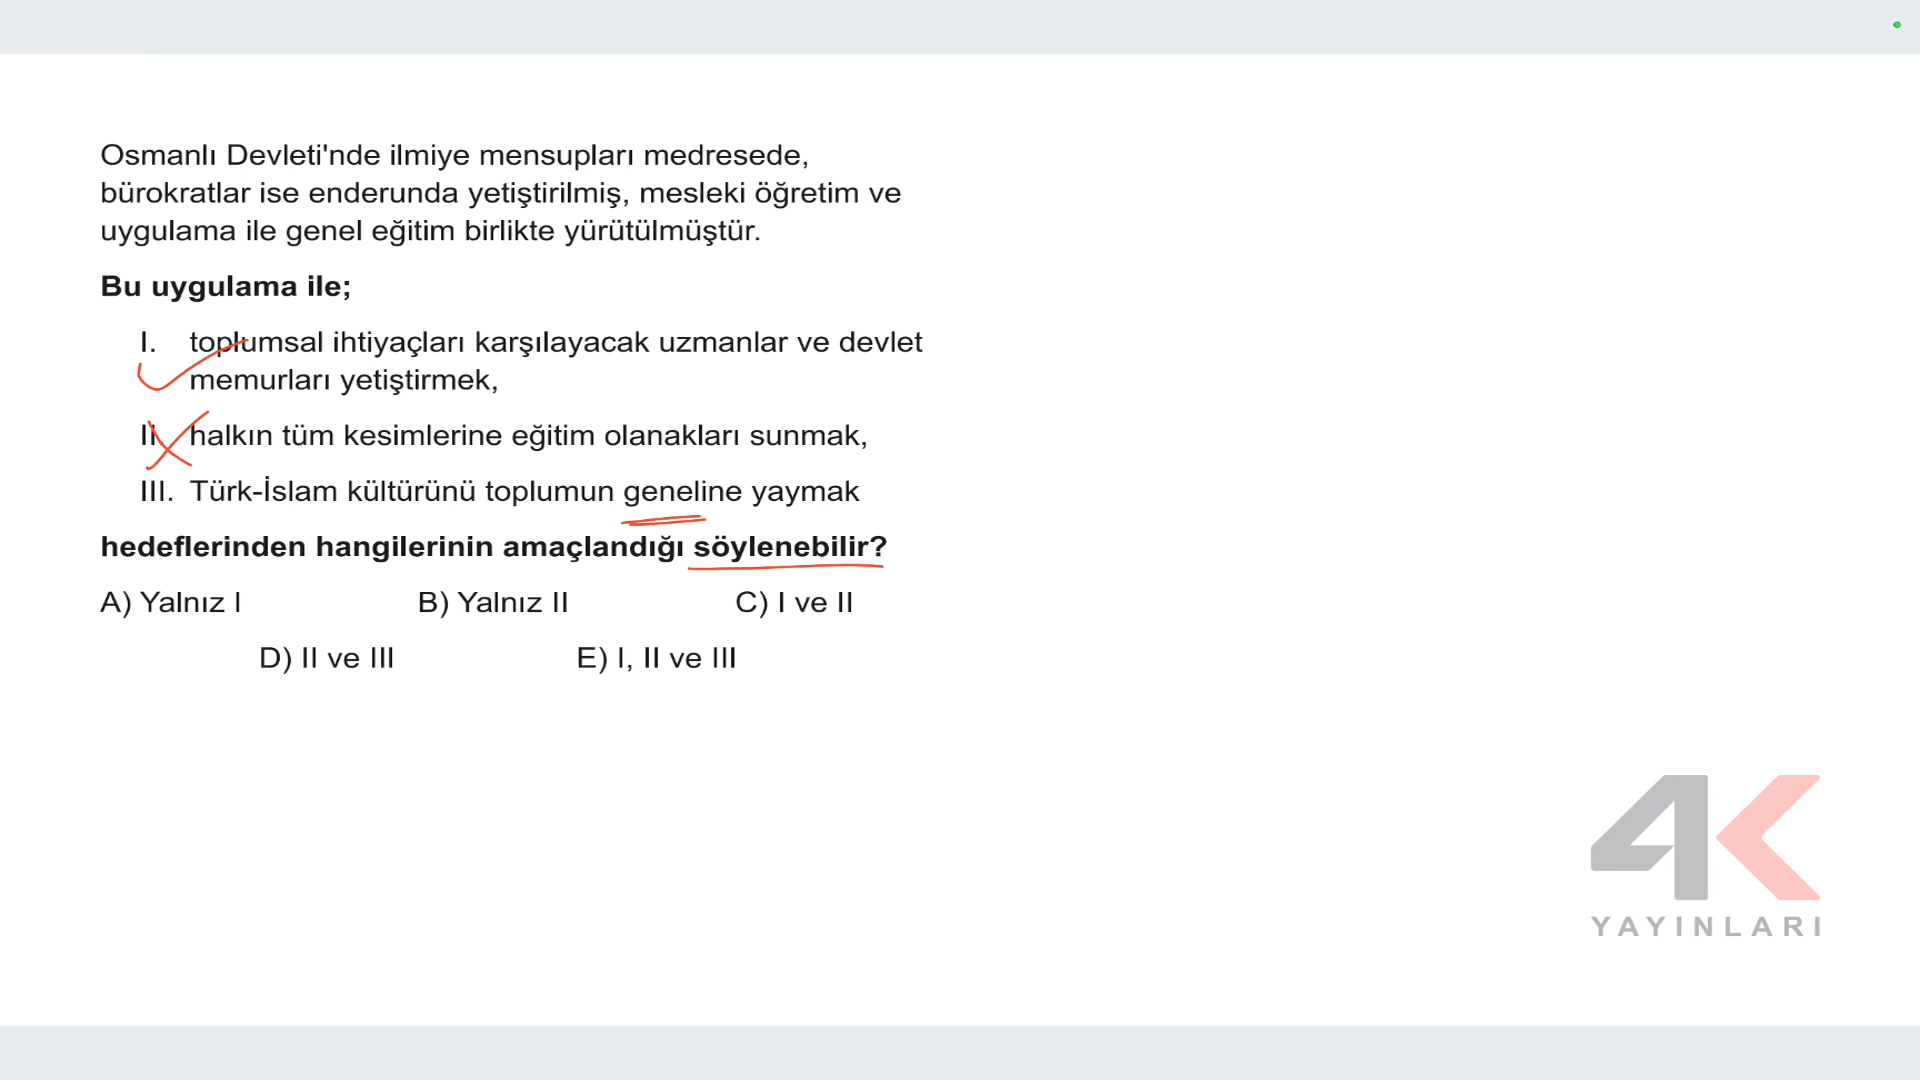 Osmanlı Devleti'nde ilmiye mensupları medresede,
bürokratlar ise enderunda yetiştirilmiş, mesleki öğretim ve
uygulama ile genel eğitim birlikte yürütülmüştür.
Bu uygulama ile;
I. toplumsal ihtiyaçları karşılayacak uzmanlar ve devlet
memurları yetiştirmek,
II. halkın tüm kesimlerine eğitim olanakları sunmak,
III. Türk-İslam kültürünü toplumun geneline yaymak
hedeflerinden hangilerinin amaçlandığı söylenebilir?
A) Yalnız I B) Yalnız II C) I ve II
D) II ve III E) I, II ve III
4K
YAYINLARI